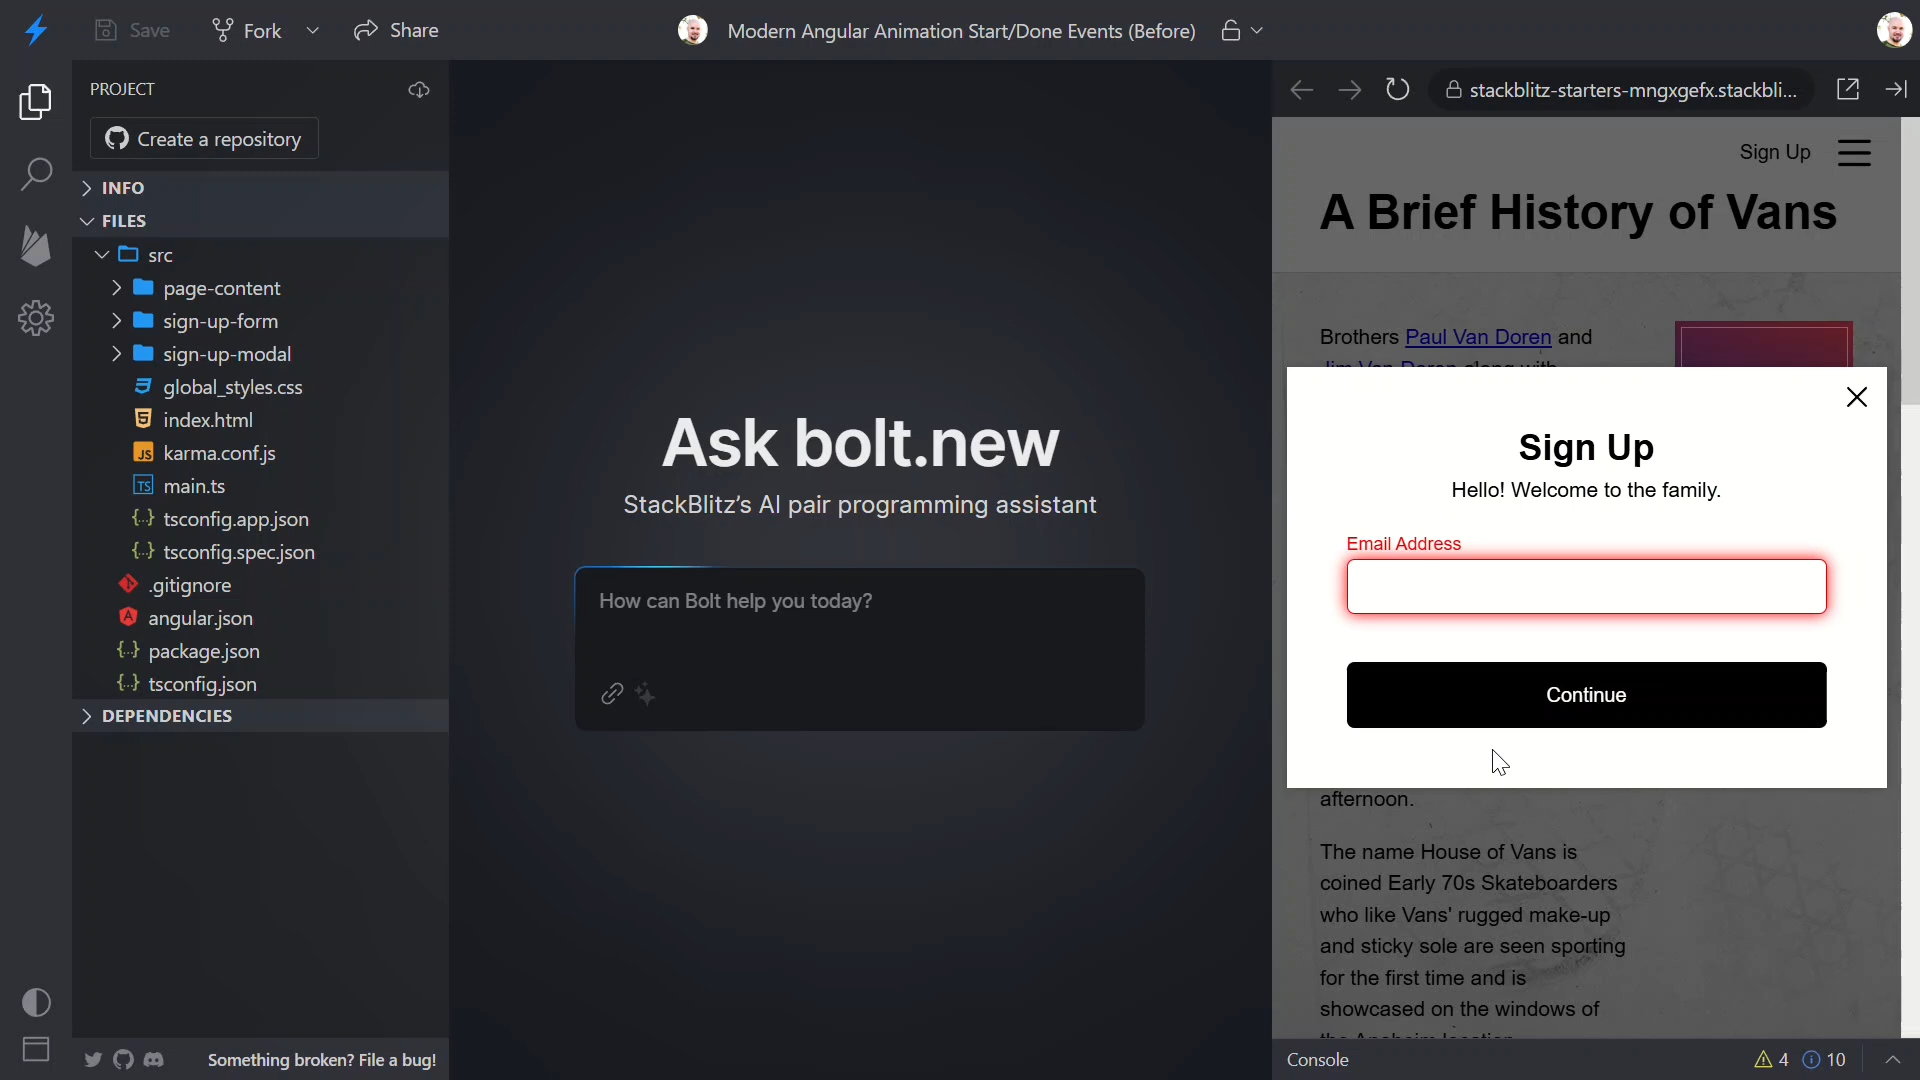 Save
Fork
Share
Modern Angular Animation Start/Done Events (Before)
PROJECT
Create a repository
INFO
FILES
src
page-content
sign-up-form
sign-up-modal
global_styles.css
index.html
JS karma.conf.js
TS main.ts
{··} tsconfig.app.json
{··} tsconfig.spec.json
.gitignore
angular.json
{··} package.json
{··} tsconfig.json
DEPENDENCIES
Something broken? File a bug!
Ask bolt.new
StackBlitz's AI pair programming assistant
How can Bolt help you today?
stackblitz-starters-mngxgefx.stackbli...
Sign Up
A Brief History of Vans
Brothers Paul Van Doren and
Sign Up
Hello! Welcome to the family.
Email Address
Continue
afternoon.
The name House of Vans is
coined Early 70s Skateboarders
who like Vans' rugged make-up
and sticky sole are seen sporting
for the first time and is
showcased on the windows of
Console
4
10